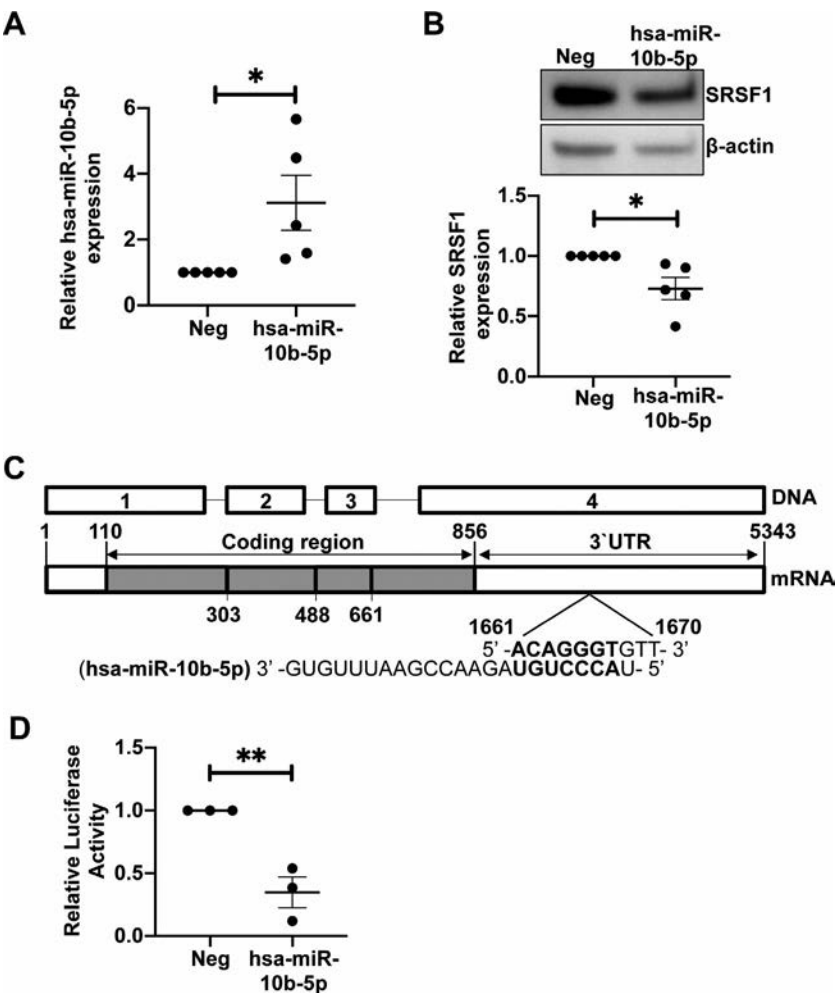 A
Relative hsa-miR-10b-5p
expression
6
4
2
0
*
Neg
hsa-miR-
10b-5p
B
Neg
hsa-miR-
10b-5p
SRSF1
β-actin
Relative SRSF1
expression
1.5
1.0
0.5
0.0
*
Neg
hsa-miR-
10b-5p
C
1 2 3 4 DNA
1 110 856 5343
Coding region 3`UTR
mRNA
303 488 661
1661 1670
5’ -ACAGGGTGTT- 3’
(hsa-miR-10b-5p) 3’ -GUGUUUAAGCCAAGAUGUCCCAU- 5’
D
Relative Luciferase
Activity
1.5
1.0
0.5
0.0
**
Neg
hsa-miR-
10b-5p